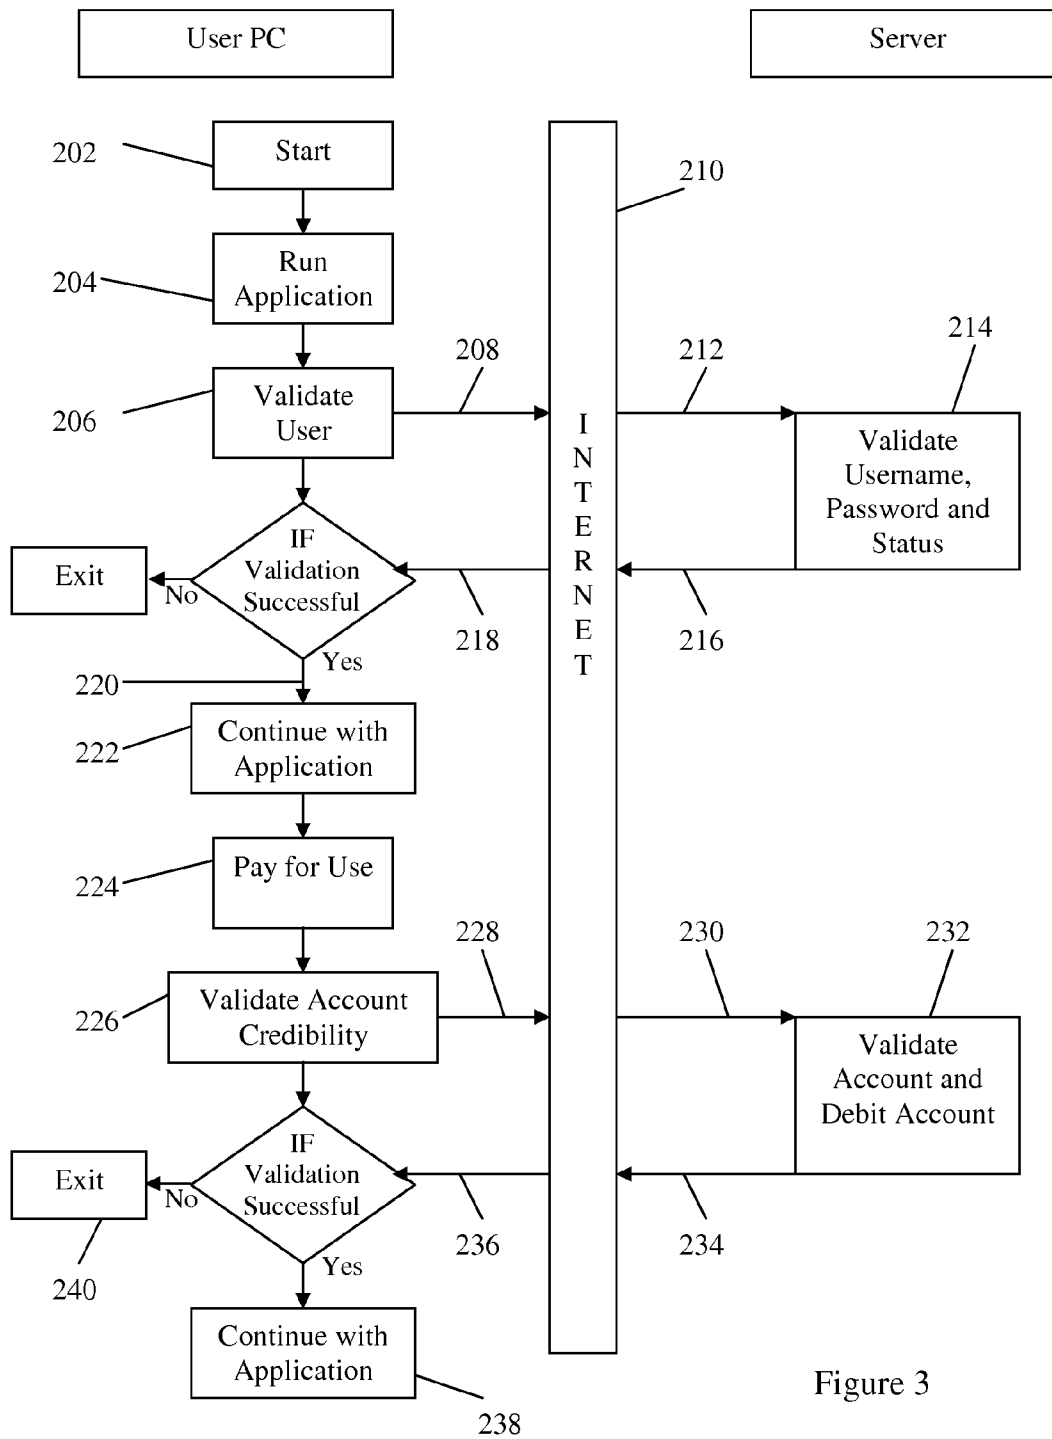 User PC
Server
Start
202
210
Run
Application
204
208
212
214
Validate
User
206
INTERNET
Validate
Username,
Password and
Status
IF
Validation
Successful
Exit
No
218
216
Yes
220
Continue with
Application
222
Pay for Use
224
228
230
232
Validate Account
Credibility
226
Validate
Account and
Debit Account
IF
Validation
Successful
Exit
No
236
234
Yes
240
Continue with
Application
Figure 3
238